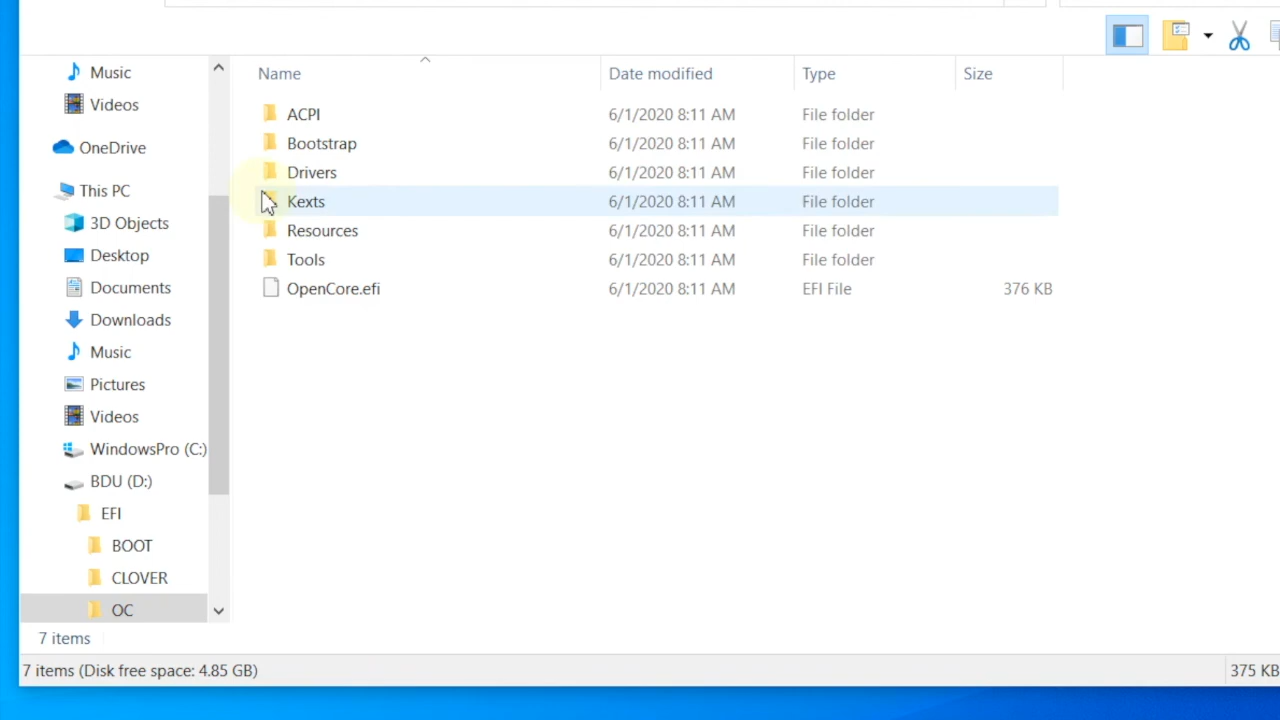 Music
Videos
OneDrive
This PC
3D Objects
Desktop
Documents
Downloads
Music
Pictures
Videos
WindowsPro (C:)
BDU (D:)
EFI
BOOT
CLOVER
OC
Name Date modified Type Size
ACPI 6/1/2020 8:11 AM File folder
Bootstrap 6/1/2020 8:11 AM File folder
Drivers 6/1/2020 8:11 AM File folder
Kexts 6/1/2020 8:11 AM File folder
Resources 6/1/2020 8:11 AM File folder
Tools 6/1/2020 8:11 AM File folder
OpenCore.efi 6/1/2020 8:11 AM EFI File 376 KB
7 items
7 items (Disk free space: 4.85 GB) 375 KB